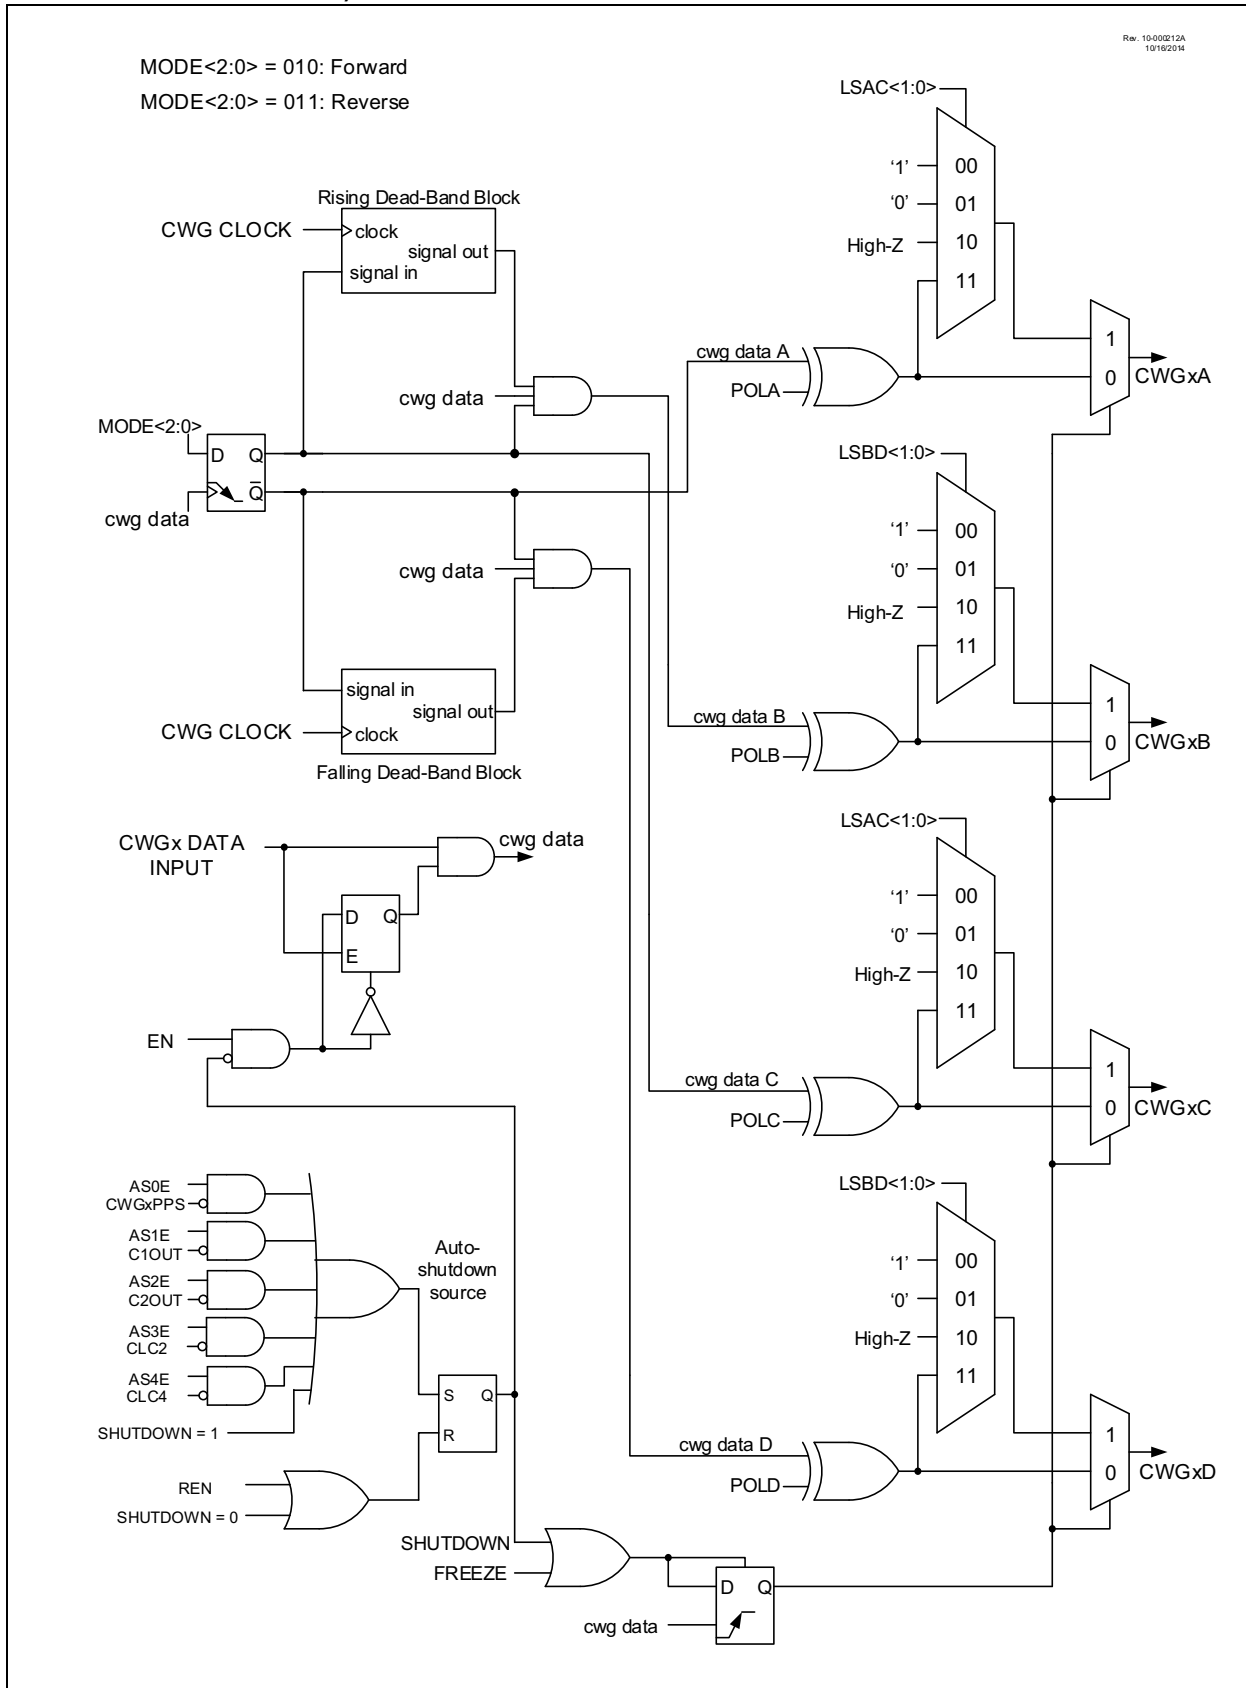 Rev. 10-000212A
10/16/2014
MODE<2:0> = 010: Forward
MODE<2:0> = 011: Reverse
LSAC<1:0>
'1'
00
'0'
01
High-Z
10
11
1
0
CWGxA
cwg data A
POLA
Rising Dead-Band Block
CWG CLOCK
clock
signal out
signal in
cwg data
MODE<2:0>
D
Q
Q̅
cwg data
cwg data
signal in
signal out
CWG CLOCK
clock
Falling Dead-Band Block
LSBD<1:0>
'1'
00
'0'
01
High-Z
10
11
1
0
CWGxB
cwg data B
POLB
CWGx DATA
INPUT
cwg data
D
Q
E
EN
LSAC<1:0>
'1'
00
'0'
01
High-Z
10
11
1
0
CWGxC
cwg data C
POLC
AS0E
CWGxPPS
AS1E
C1OUT
AS2E
C2OUT
AS3E
CLC2
AS4E
CLC4
SHUTDOWN = 1
Auto-
shutdown
source
S
Q
R
REN
SHUTDOWN = 0
LSBD<1:0>
'1'
00
'0'
01
High-Z
10
11
1
0
CWGxD
cwg data D
POLD
SHUTDOWN
FREEZE
D
Q
cwg data